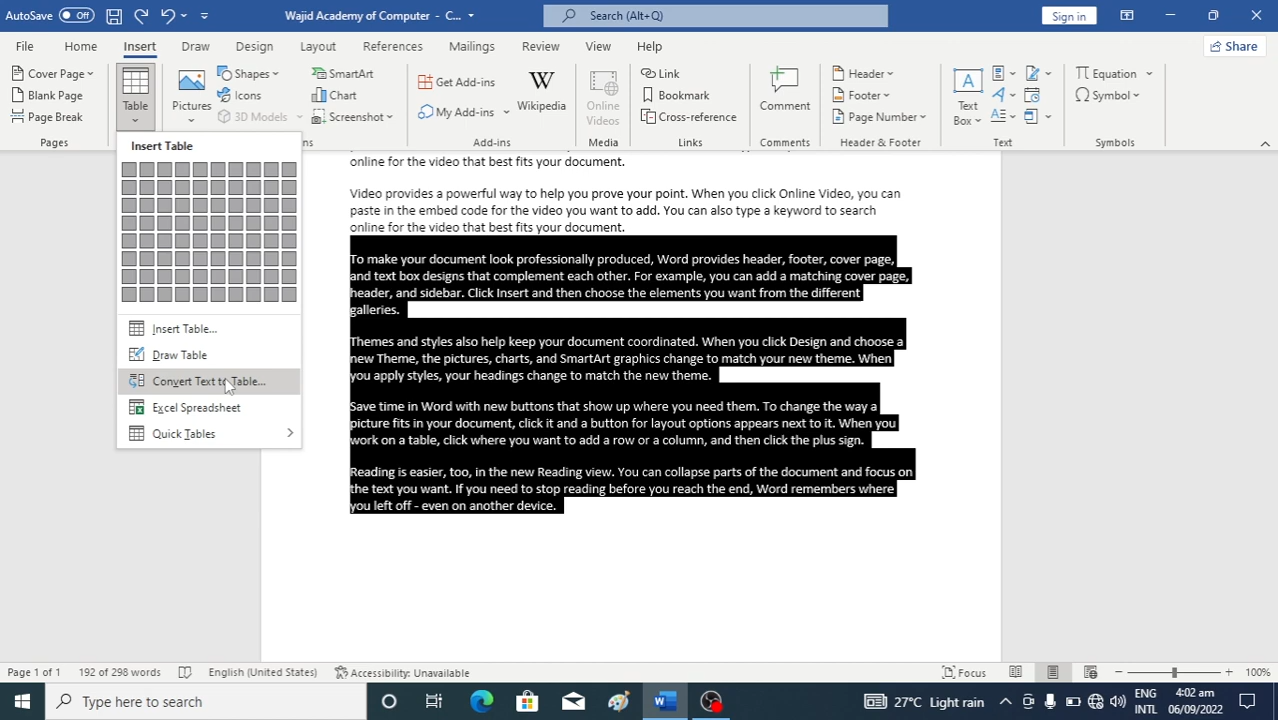 AutoSave Off Wajid Academy of Computer - C... Search (Alt+Q) Sign in
File Home Insert Draw Design Layout References Mailings Review View Help Share
Cover Page
Blank Page
Page Break
Pages
Table
Pictures
Shapes
Icons
3D Models
SmartArt
Chart
Screenshot
ns
Get Add-ins
My Add-ins
Wikipedia
Add-ins
Online
Videos
Media
Link
Bookmark
Cross-reference
Links
Comment
Comments
Header
Footer
Page Number
Header & Footer
Text
Box
Text
Equation
Symbol
Symbols
Insert Table
Insert Table...
Draw Table
Convert Text to Table...
Excel Spreadsheet
Quick Tables
online for the video that best fits your document.
Video provides a powerful way to help you prove your point. When you click Online Video, you can
paste in the embed code for the video you want to add. You can also type a keyword to search
online for the video that best fits your document.
To make your document look professionally produced, Word provides header, footer, cover page,
and text box designs that complement each other. For example, you can add a matching cover page,
header, and sidebar. Click Insert and then choose the elements you want from the different
galleries.
Themes and styles also help keep your document coordinated. When you click Design and choose a
new Theme, the pictures, charts, and SmartArt graphics change to match your new theme. When
you apply styles, your headings change to match the new theme.
Save time in Word with new buttons that show up where you need them. To change the way a
picture fits in your document, click it and a button for layout options appears next to it. When you
work on a table, click where you want to add a row or a column, and then click the plus sign.
Reading is easier, too, in the new Reading view. You can collapse parts of the document and focus on
the text you want. If you need to stop reading before you reach the end, Word remembers where
you left off - even on another device.
Page 1 of 1 192 of 298 words English (United States) Accessibility: Unavailable Focus 100%
Type here to search 27°C Light rain ENG 4:02 am
INTL 06/09/2022